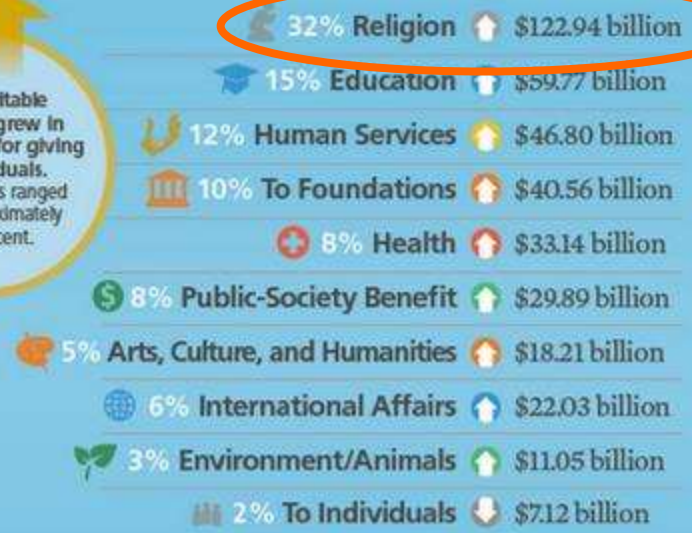 32% Religion $122.94 billion
15% Education $59.77 billion
12% Human Services $46.80 billion
10% To Foundations $40.56 billion
8% Health $33.14 billion
8% Public-Society Benefit $29.89 billion
5% Arts, Culture, and Humanities $18.21 billion
6% International Affairs $22.03 billion
3% Environment/Animals $11.05 billion
2% To Individuals $7.12 billion
itable
grew in
for giving
duals.
s ranged
ximately
cent.